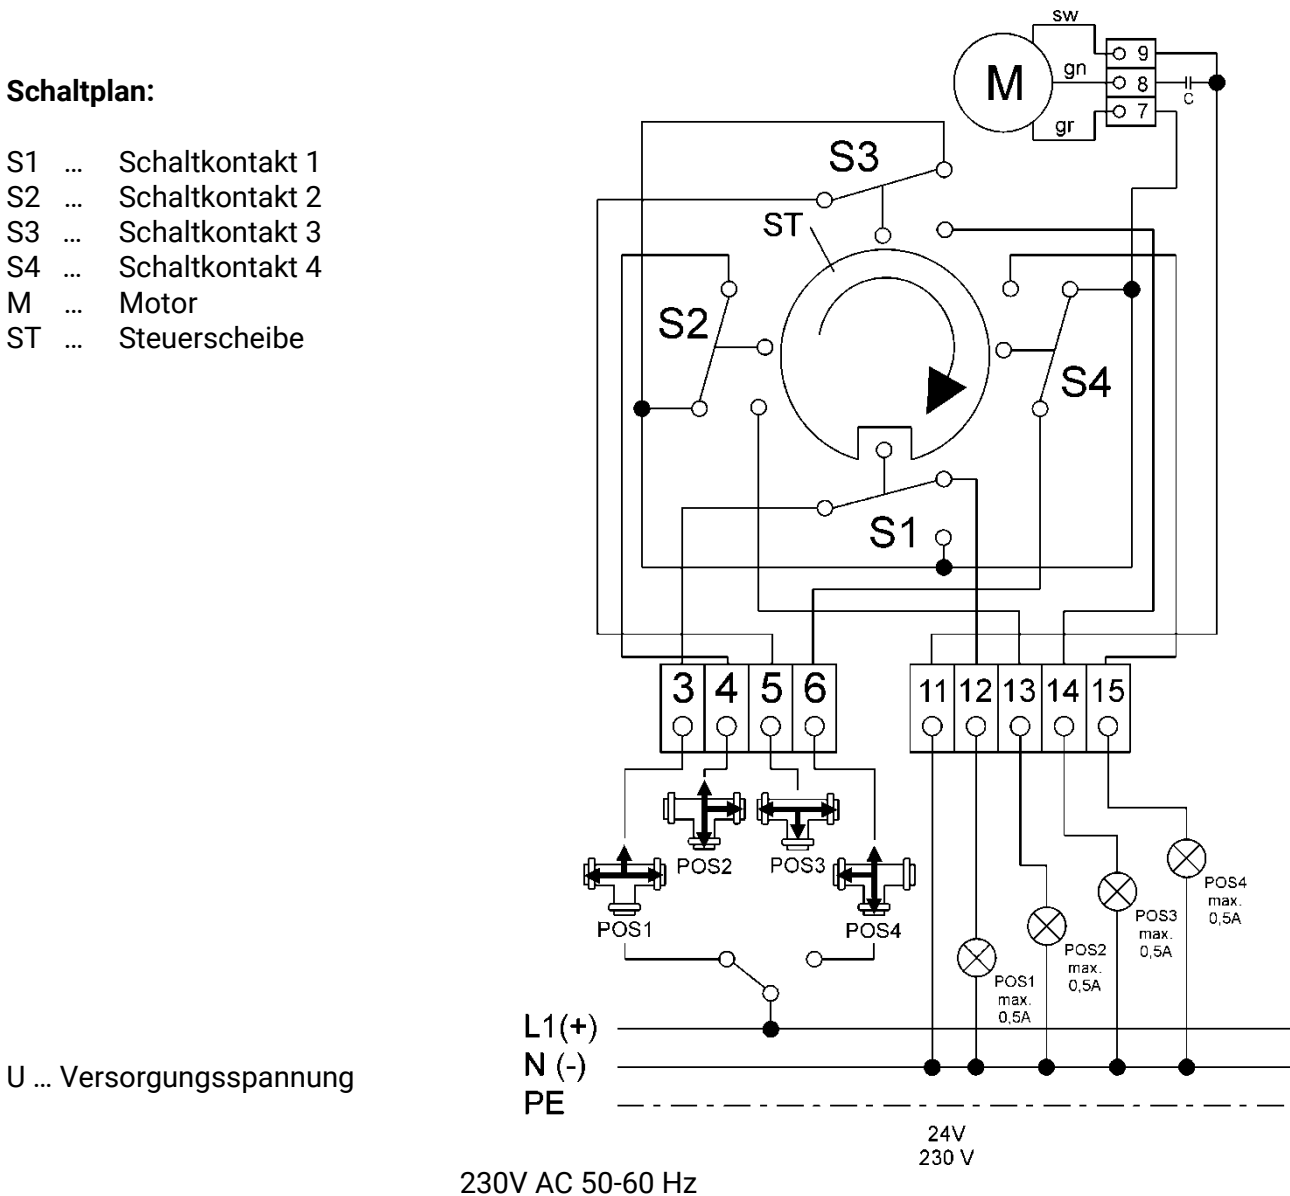 Schaltplan:
S1 ... Schaltkontakt 1
S2 ... Schaltkontakt 2
S3 ... Schaltkontakt 3
S4 ... Schaltkontakt 4
M ... Motor
ST ... Steuerscheibe
sw
M
gn
gr
9
8
7
C
S3
ST
S2
S4
S1
3 4 5 6
11 12 13 14 15
POS2
POS3
POS1
POS4
POS4
max.
0,5A
POS3
max.
0,5A
POS2
max.
0,5A
POS1
max.
0,5A
L1(+)
N (-)
PE
U ... Versorgungsspannung
24V
230 V
230V AC 50-60 Hz